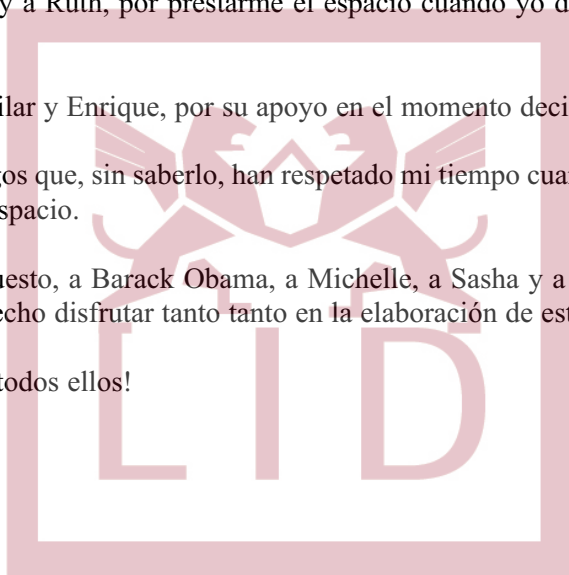 y a Ruth, por prestarme el espacio cuando yo d
ilar y Enrique, por su apoyo en el momento deci
os que, sin saberlo, han respetado mi tiempo cuan
spacio.
uesto, a Barack Obama, a Michelle, a Sasha y a
echo disfrutar tanto tanto en la elaboración de est
todos ellos!
LID